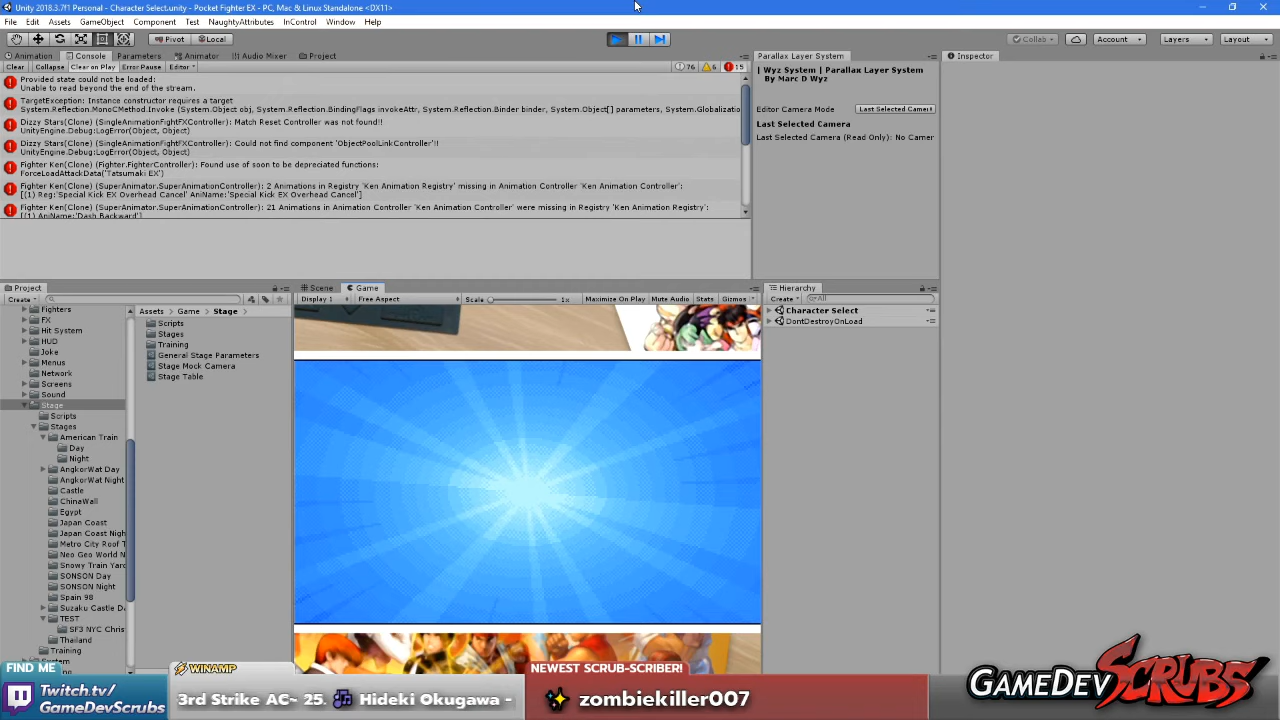 Unity 2018.3.7f1 Personal - Character Select.unity - Pocket Fighter EX - PC, Mac & Linux Standalone <DX11>
File Edit Assets GameObject Component Test NaughtyAttributes InControl Window Help
Pivot Local Collab Account Layers Layout
Animation Console Parameters Animator Audio Mixer Project
Clear Collapse Clear on Play Error Pause Editor 76 6 15
Provided state could not be loaded:
Unable to read beyond the end of the stream.
TargetException: Instance constructor requires a target
System.Reflection.MonoCMethod.Invoke (System.Object obj, System.Reflection.BindingFlags invokeAttr, System.Reflection.Binder binder, System.Object[] parameters, System.Globalizatio
Dizzy Stars(Clone) (SingleAnimationFightFXController): Match Reset Controller was not found!!
UnityEngine.Debug:LogError(Object, Object)
Dizzy Stars(Clone) (SingleAnimationFightFXController): Could not find component 'ObjectPoolLinkController'!!
UnityEngine.Debug:LogError(Object, Object)
Fighter Ken(Clone) (Fighter.FighterController): Found use of soon to be depreciated functions:
ForceLoadAttackData('Tatsumaki EX')
Fighter Ken(Clone) (SuperAnimator.SuperAnimationController): 2 Animations in Registry 'Ken Animation Registry' missing in Animation Controller 'Ken Animation Controller':
[(1) Reg:'Special Kick EX Overhead Cancel' AniName:'Special Kick EX Overhead Cancel']
Fighter Ken(Clone) (SuperAnimator.SuperAnimationController): 21 Animations in Animation Controller 'Ken Animation Controller' were missing in Registry 'Ken Animation Registry':
[(1) AniName:'Dash Backward']
Parallax Layer System
| Wyz System | Parallax Layer System
By Marc D Wyz
Editor Camera Mode Last Selected Camer
Last Selected Camera
Last Selected Camera (Read Only): No Camer
Inspector
Project
Create
Fighters
FX
Hit System
HUD
Joke
Menus
Network
Screens
Sound
Stage
Scripts
Stages
American Train
Day
Night
AngkorWat Day
AngkorWat Night
Castle
ChinaWall
Egypt
Japan Coast
Japan Coast Nigh
Metro City Roof T
Neo Geo World N
Snowy Train Yard
SONSON Day
SONSON Night
Spain 98
Suzaku Castle Da
TEST
SF3 NYC Chris
Thailand
Training
Assets Game Stage
Scripts
Stages
Training
General Stage Parameters
Stage Mock Camera
Stage Table
Scene Game
Display 1 Free Aspect Scale 1x Maximize On Play Mute Audio Stats Gizmos
Hierarchy
Create All
Character Select
DontDestroyOnLoad
FIND ME
Twitch.tv/
GameDevScrubs
WINAMP
3rd Strike AC~ 25. Hideki Okugawa -
NEWEST SCRUB-SCRIBER!
zombiekiller007
GAMEDEV SCRUBS